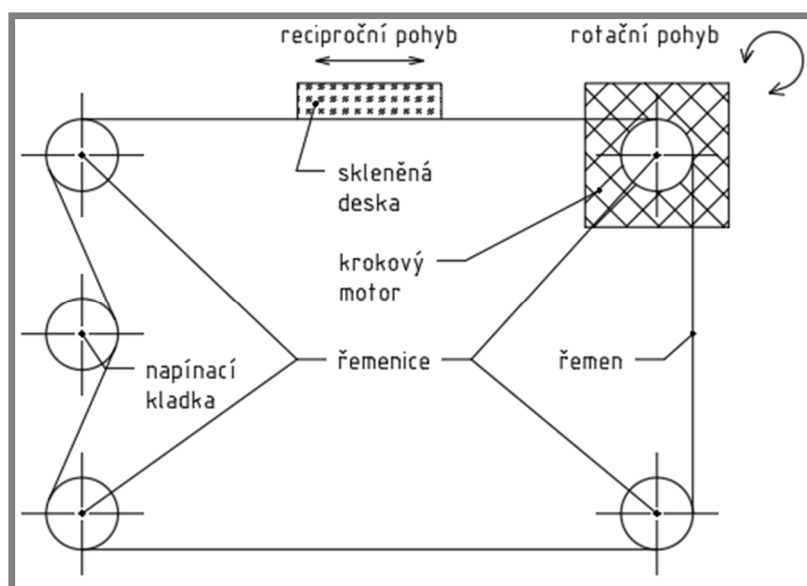 reciproční pohyb
rotační pohyb
skleněná
deska
krokový
motor
napínací
kladka
řemenice
řemen